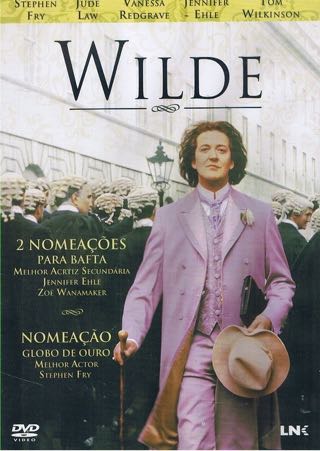 STEPHEN JUDE VANESSA JENNIFER TOM
FRY LAW REDGRAVE - EHLE WILKINSON
WILDE
2 NOMEAÇÕES
PARA BAFTA
MELHOR ACRTIZ SECUNDÁRIA
JENNIFER EHLE
ZOE WANAMAKER
NOMEAÇÃO
GLOBO DE OURO
MELHOR ACTOR
STEPHEN FRY
DVD
VIDEO
LNK